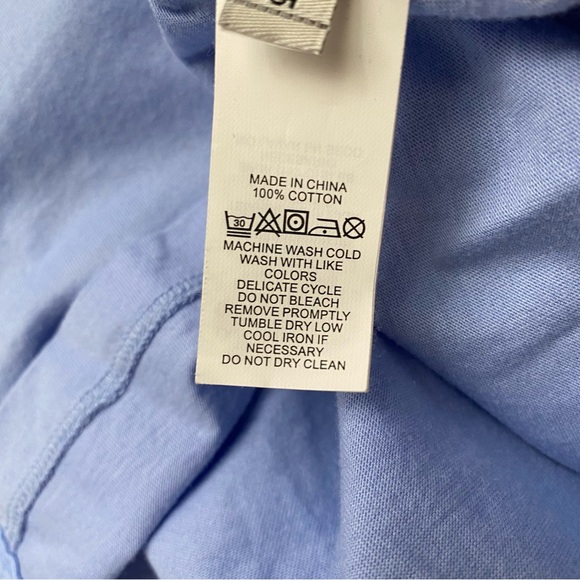 MADE IN CHINA
100% COTTON
30
MACHINE WASH COLD
WASH WITH LIKE
COLORS
DELICATE CYCLE
DO NOT BLEACH
REMOVE PROMPTLY
TUMBLE DRY LOW
COOL IRON IF
NECESSARY
DO NOT DRY CLEAN